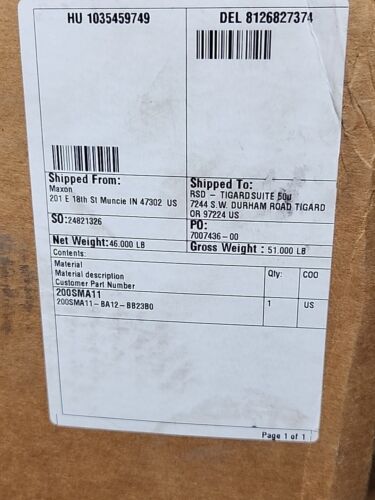 HU 1035459749
DEL 8126827374
Shipped From:
Maxon
201 E 18th St Muncie IN 47302 US
SO:24821326
Shipped To:
RSD - TIGARDSUITE
7244 S.W. DURHAM ROAD TIGARD
OR 97224 US
PO:
7007436-00
Net Weight:46.000 LB
Gross Weight : 51.000 LB
Contents:
Material
Material description
Customer Part Number
Qty: COO
200SMA11
200SMA11-BA12-BB23B0 1 US
Page 1 of 1